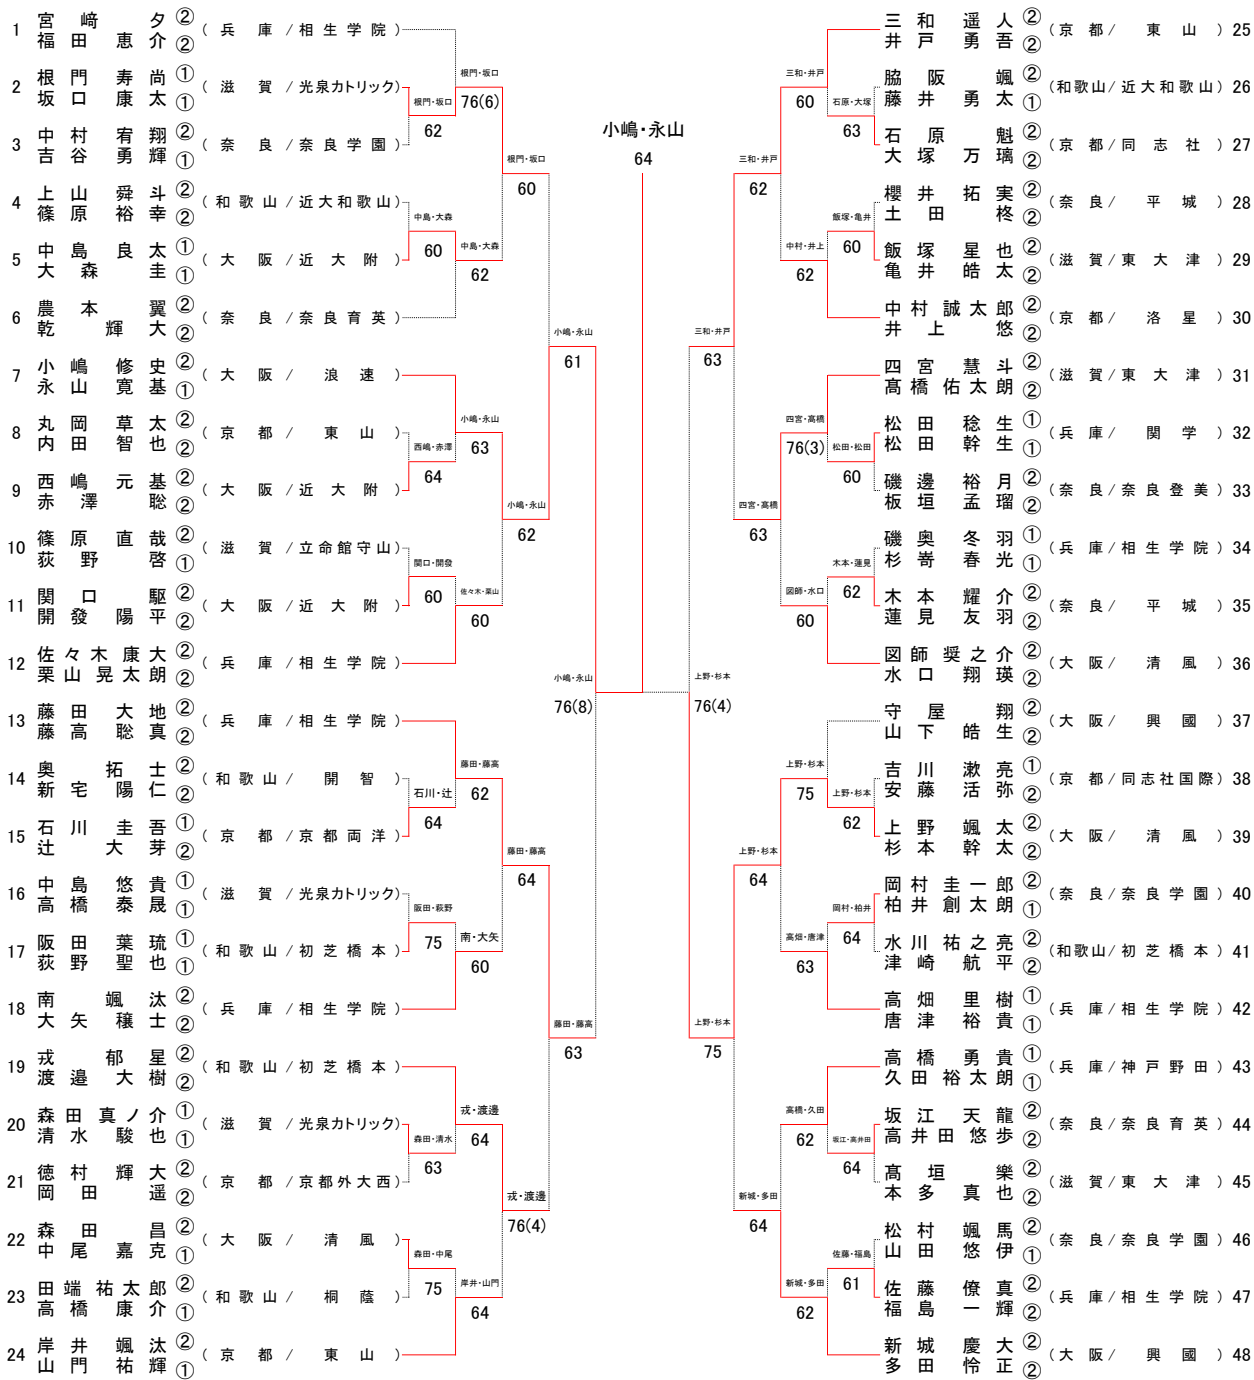 小嶋・永山
64
1 宮﨑 夕 ② 福田 恵介 ② (兵庫/相生学院)
2 根門 寿尚 ① 坂口 康太 ① (滋賀/光泉カトリック)
3 中村 宥翔 ② 吉谷 勇輝 ① (奈良/奈良学園)
4 上山 舜斗 ② 篠原 裕幸 ② (和歌山/近大和歌山)
5 中島 良太 ① 大森 圭 ① (大阪/近大附)
6 農本 翼 ② 乾 輝大 ② (奈良/奈良育英)
7 小嶋 修史 ② 永山 寛基 ① (大阪/浪速)
8 丸岡 草太 ② 内田 智也 ② (京都/東山)
9 西嶋 元基 ② 赤澤 聡 ② (大阪/近大附)
10 篠原 直哉 ② 荻野 啓 ① (滋賀/立命館守山)
11 関口 駆 ② 開發 陽平 ② (大阪/近大附)
12 佐々木 康大 ② 栗山 晃太朗 ② (兵庫/相生学院)
13 藤田 大地 ② 藤高 聡真 ② (兵庫/相生学院)
14 奥 拓士 ② 新宅 陽仁 ② (和歌山/開智)
15 石川 圭吾 ① 辻 大芽 ② (京都/京都両洋)
16 中島 悠貴 ① 高橋 泰晟 ① (滋賀/光泉カトリック)
17 阪田 葉琉 ① 荻野 聖也 ① (和歌山/初芝橋本)
18 南 颯汰 ② 大矢 穣士 ② (兵庫/相生学院)
19 戎 郁星 ② 渡邉 大樹 ② (和歌山/初芝橋本)
20 森田 真ノ介 ① 清水 駿也 ① (滋賀/光泉カトリック)
21 徳村 輝大 ② 岡田 遥 ② (京都/京都外大西)
22 森田 昌 ② 中尾 嘉克 ① (大阪/清風)
23 田端 祐太郎 ② 高橋 康介 ① (和歌山/桐蔭)
24 岸井 颯汰 ② 山門 祐輝 ① (京都/東山)
根門・坂口
62
中島・大森
60
西嶋・赤澤
64
関口・開發
60
石川・辻
64
阪田・萩野
75
森田・清水
63
森田・中尾
75
根門・坂口
76(6)
中島・大森
62
小嶋・永山
63
佐々木・栗山
60
藤田・藤高
62
南・大矢
60
戎・渡邊
64
岸井・山門
64
根門・坂口
60
小嶋・永山
62
藤田・藤高
64
戎・渡邊
76(4)
小嶋・永山
61
藤田・藤高
63
小嶋・永山
76(8)
三和 遥人 ② 井戸 勇吾 ② (京都/東山) 25
脇阪 颯 ② 藤井 勇太 ① (和歌山/近大和歌山) 26
石原 魁 ② 大塚 万璃 ② (京都/同志社) 27
櫻井 拓実 ② 土田 柊 ② (奈良/平城) 28
飯塚 星也 ② 亀井 皓太 ② (滋賀/東大津) 29
中村 誠太郎 ② 井上 悠 ② (京都/洛星) 30
四宮 慧斗 ② 髙橋 佑太朗 ② (滋賀/東大津) 31
松田 稔生 ① 松田 幹生 ① (兵庫/関学) 32
磯邊 裕月 ② 板垣 孟瑠 ② (奈良/奈良登美) 33
磯奥 冬羽 ① 杉嵜 春光 ① (兵庫/相生学院) 34
木本 耀介 ② 蓮見 友羽 ② (奈良/平城) 35
図師 奨之介 ② 水口 翔瑛 ② (大阪/清風) 36
守屋 翔 ② 山下 皓生 ② (大阪/興國) 37
吉川 漱亮 ① 安藤 活弥 ② (京都/同志社国際) 38
上野 颯太 ② 杉本 幹太 ② (大阪/清風) 39
岡村 圭一郎 ② 柏井 創太朗 ① (奈良/奈良学園) 40
水川 祐之亮 ② 津崎 航平 ② (和歌山/初芝橋本) 41
高畑 里樹 ① 唐津 裕貴 ① (兵庫/相生学院) 42
高橋 勇貴 ① 久田 裕太朗 ① (兵庫/神戸野田) 43
坂江 天龍 ② 高井田 悠歩 ② (奈良/奈良育英) 44
髙垣 樂 ② 本多 真也 ② (滋賀/東大津) 45
松村 颯馬 ② 山田 悠伊 ① (奈良/奈良学園) 46
佐藤 僚真 ② 福島 一輝 ② (兵庫/相生学院) 47
新城 慶大 ② 多田 怜正 ② (大阪/興國) 48
石原・大塚
63
飯塚・亀井
60
松田・松田
60
木本・蓮見
62
上野・杉本
62
岡村・柏井
64
坂江・高井田
64
佐藤・福島
61
三和・井戸
60
中村・井上
62
四宮・髙橋
76(3)
図師・水口
60
上野・杉本
75
高畑・唐津
63
高橋・久田
62
新城・多田
62
三和・井戸
62
四宮・髙橋
63
上野・杉本
64
新城・多田
64
三和・井戸
63
上野・杉本
75
上野・杉本
76(4)